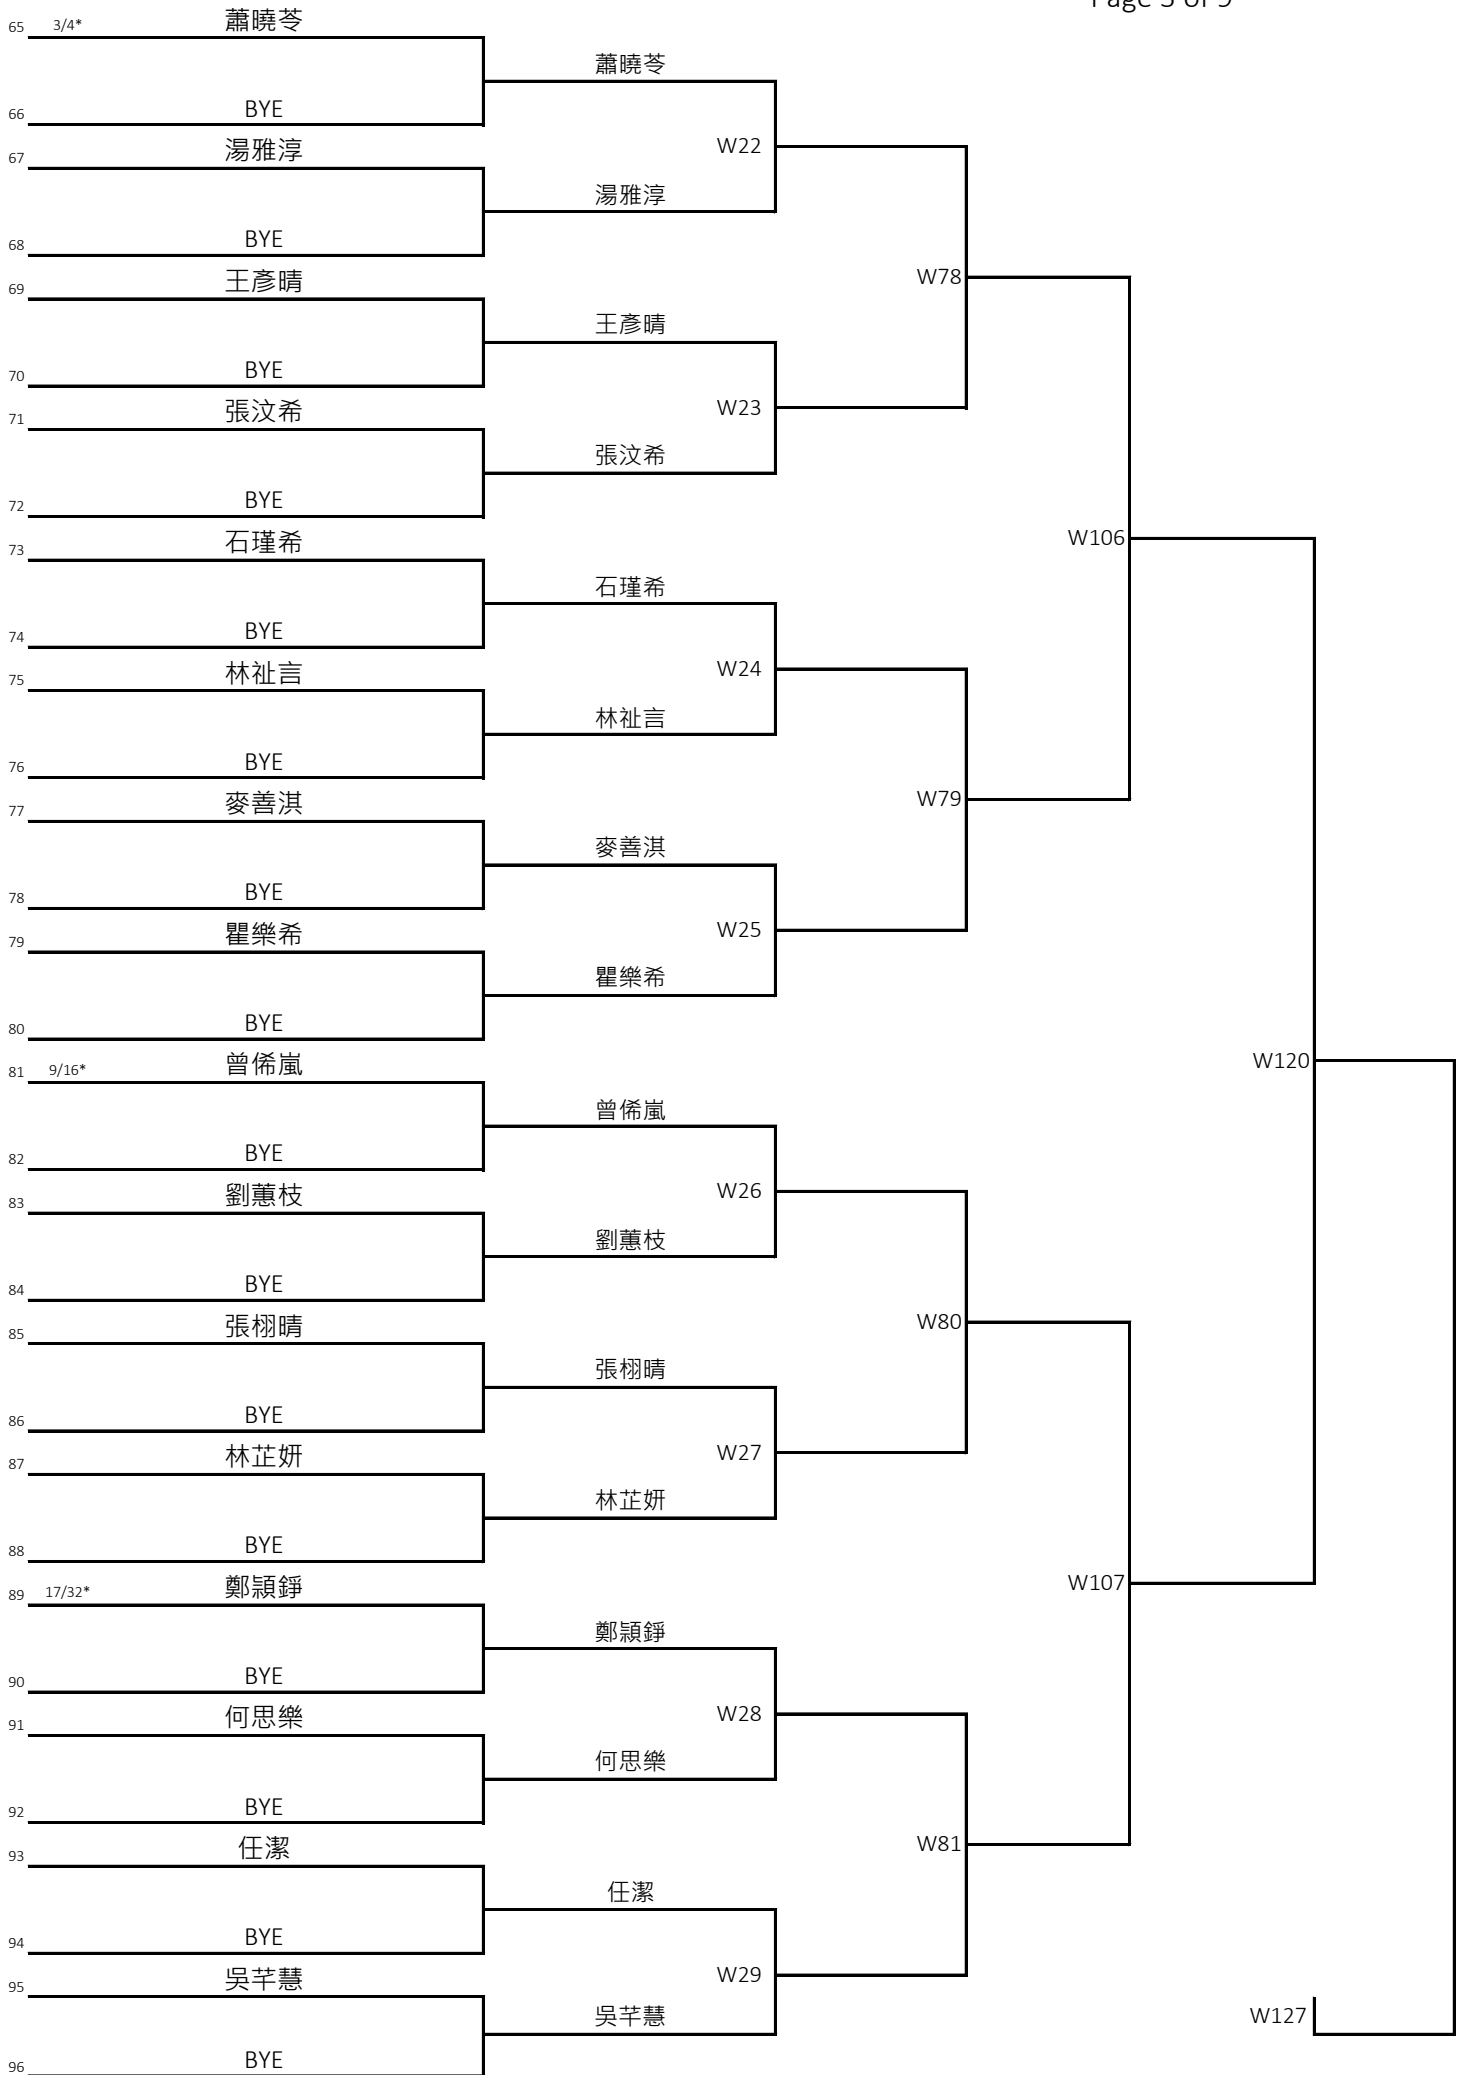 Page 3 of 9
65 3/4* 蕭曉苓
蕭曉苓
66 BYE
W22
67 湯雅淳
湯雅淳
68 BYE
W78
69 王彥晴
王彥晴
70 BYE
W23
71 張汶希
張汶希
72 BYE
W106
73 石瑾希
石瑾希
74 BYE
W24
75 林祉言
林祉言
76 BYE
W79
77 麥善淇
麥善淇
78 BYE
W25
79 瞿樂希
瞿樂希
80 BYE
W120
81 9/16* 曾俙嵐
曾俙嵐
82 BYE
W26
83 劉蕙枝
劉蕙枝
84 BYE
W80
85 張栩晴
張栩晴
86 BYE
W27
87 林芷妍
林芷妍
88 BYE
W107
89 17/32* 鄭頴錚
鄭頴錚
90 BYE
W28
91 何思樂
何思樂
92 BYE
W81
93 任潔
任潔
94 BYE
W29
95 吳芊慧
吳芊慧
W127
96 BYE